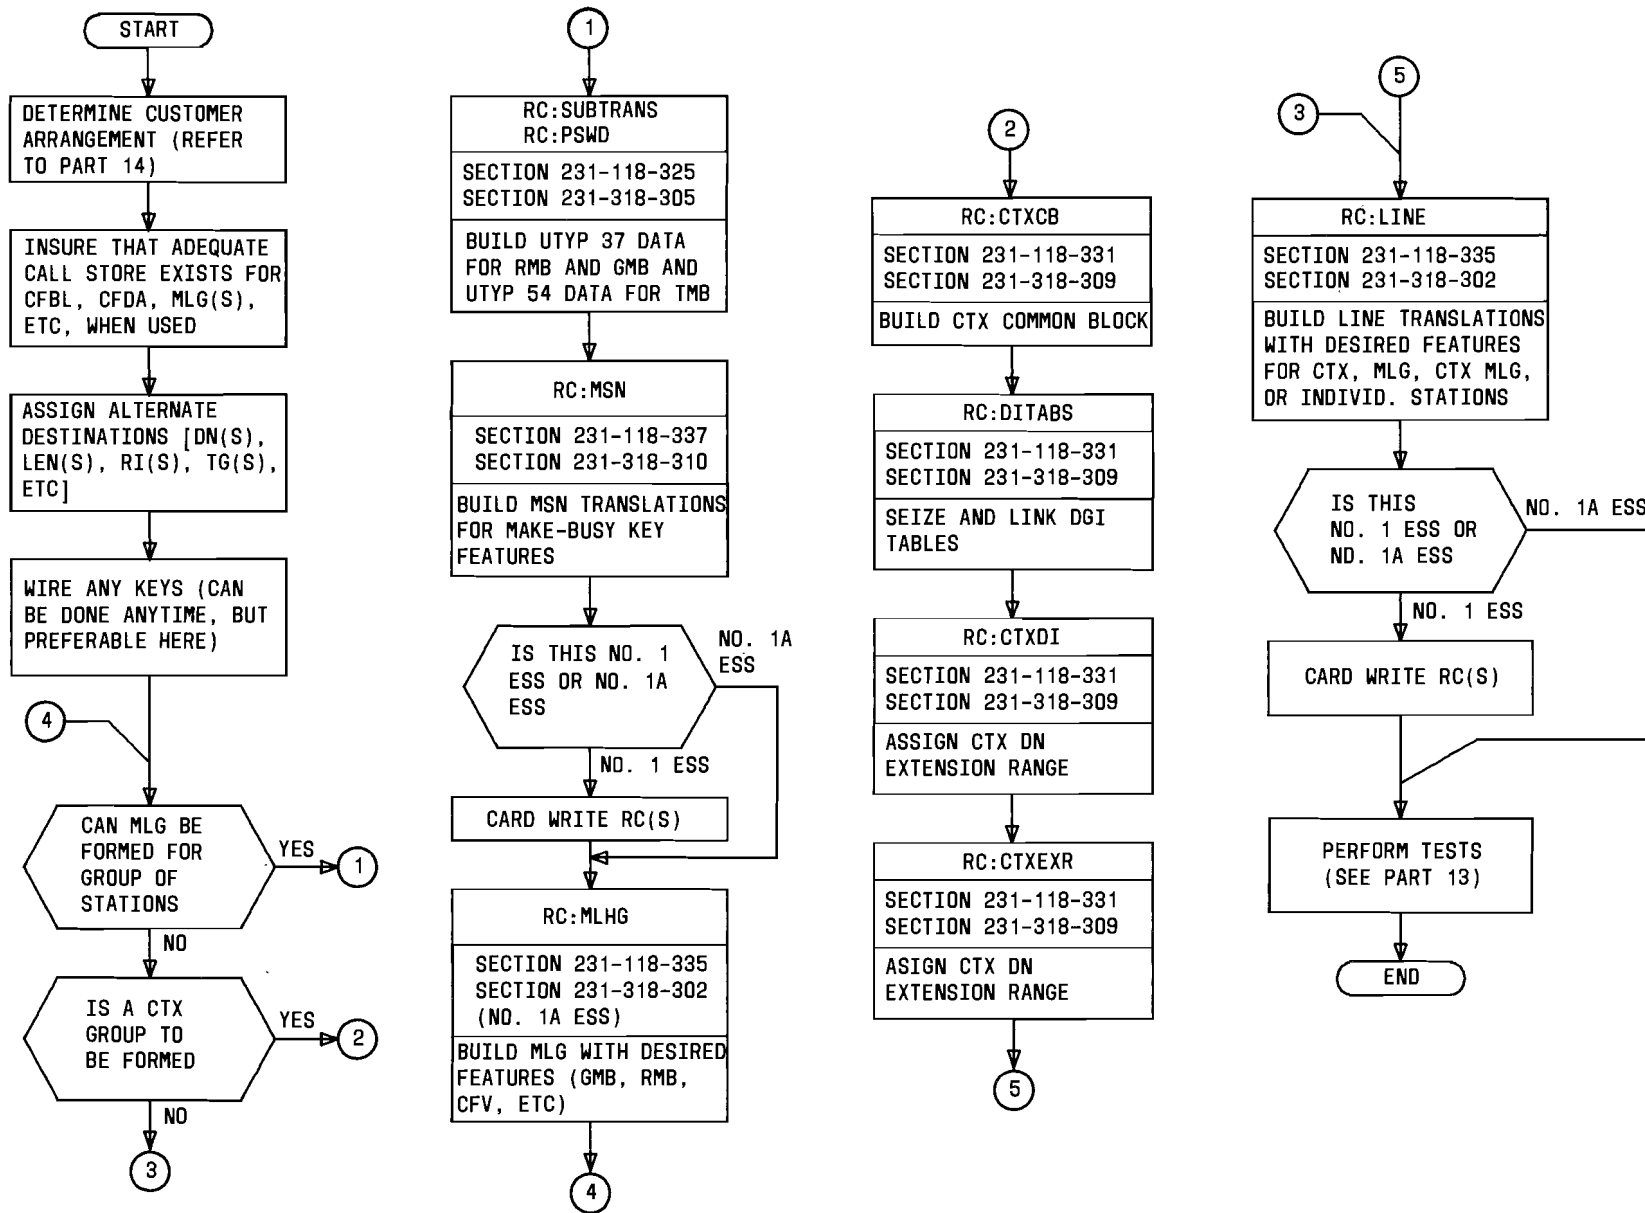 START
DETERMINE CUSTOMER
ARRANGEMENT (REFER
TO PART 14)
INSURE THAT ADEQUATE
CALL STORE EXISTS FOR
CFBL, CFDA, MLG(S),
ETC, WHEN USED
ASSIGN ALTERNATE
DESTINATIONS [DN(S),
LEN(S), RI(S), TG(S),
ETC]
WIRE ANY KEYS (CAN
BE DONE ANYTIME, BUT
PREFERABLE HERE)
4
CAN MLG BE
FORMED FOR
GROUP OF
STATIONS
YES
1
NO
IS A CTX
GROUP TO
BE FORMED
YES
2
NO
3
1
RC:SUBTRANS
RC:PSWD
SECTION 231-118-325
SECTION 231-318-305
BUILD UTYP 37 DATA
FOR RMB AND GMB AND
UTYP 54 DATA FOR TMB
RC:MSN
SECTION 231-118-337
SECTION 231-318-310
BUILD MSN TRANSLATIONS
FOR MAKE-BUSY KEY
FEATURES
IS THIS NO. 1
ESS OR NO. 1A
ESS
NO. 1A
ESS
NO. 1 ESS
CARD WRITE RC(S)
RC:MLHG
SECTION 231-118-335
SECTION 231-318-302
(NO. 1A ESS)
BUILD MLG WITH DESIRED
FEATURES (GMB, RMB,
CFV, ETC)
4
2
RC:CTXCB
SECTION 231-118-331
SECTION 231-318-309
BUILD CTX COMMON BLOCK
RC:DITABS
SECTION 231-118-331
SECTION 231-318-309
SEIZE AND LINK DGI
TABLES
RC:CTXDI
SECTION 231-118-331
SECTION 231-318-309
ASSIGN CTX DN
EXTENSION RANGE
RC:CTXEXR
SECTION 231-118-331
SECTION 231-318-309
ASIGN CTX DN
EXTENSION RANGE
5
5
3
RC:LINE
SECTION 231-118-335
SECTION 231-318-302
BUILD LINE TRANSLATIONS
WITH DESIRED FEATURES
FOR CTX, MLG, CTX MLG,
OR INDIVID. STATIONS
IS THIS
NO. 1 ESS OR
ND. 1A ESS
NO. 1A ESS
NO. 1 ESS
CARD WRITE RC(S)
PERFORM TESTS
(SEE PART 13)
END